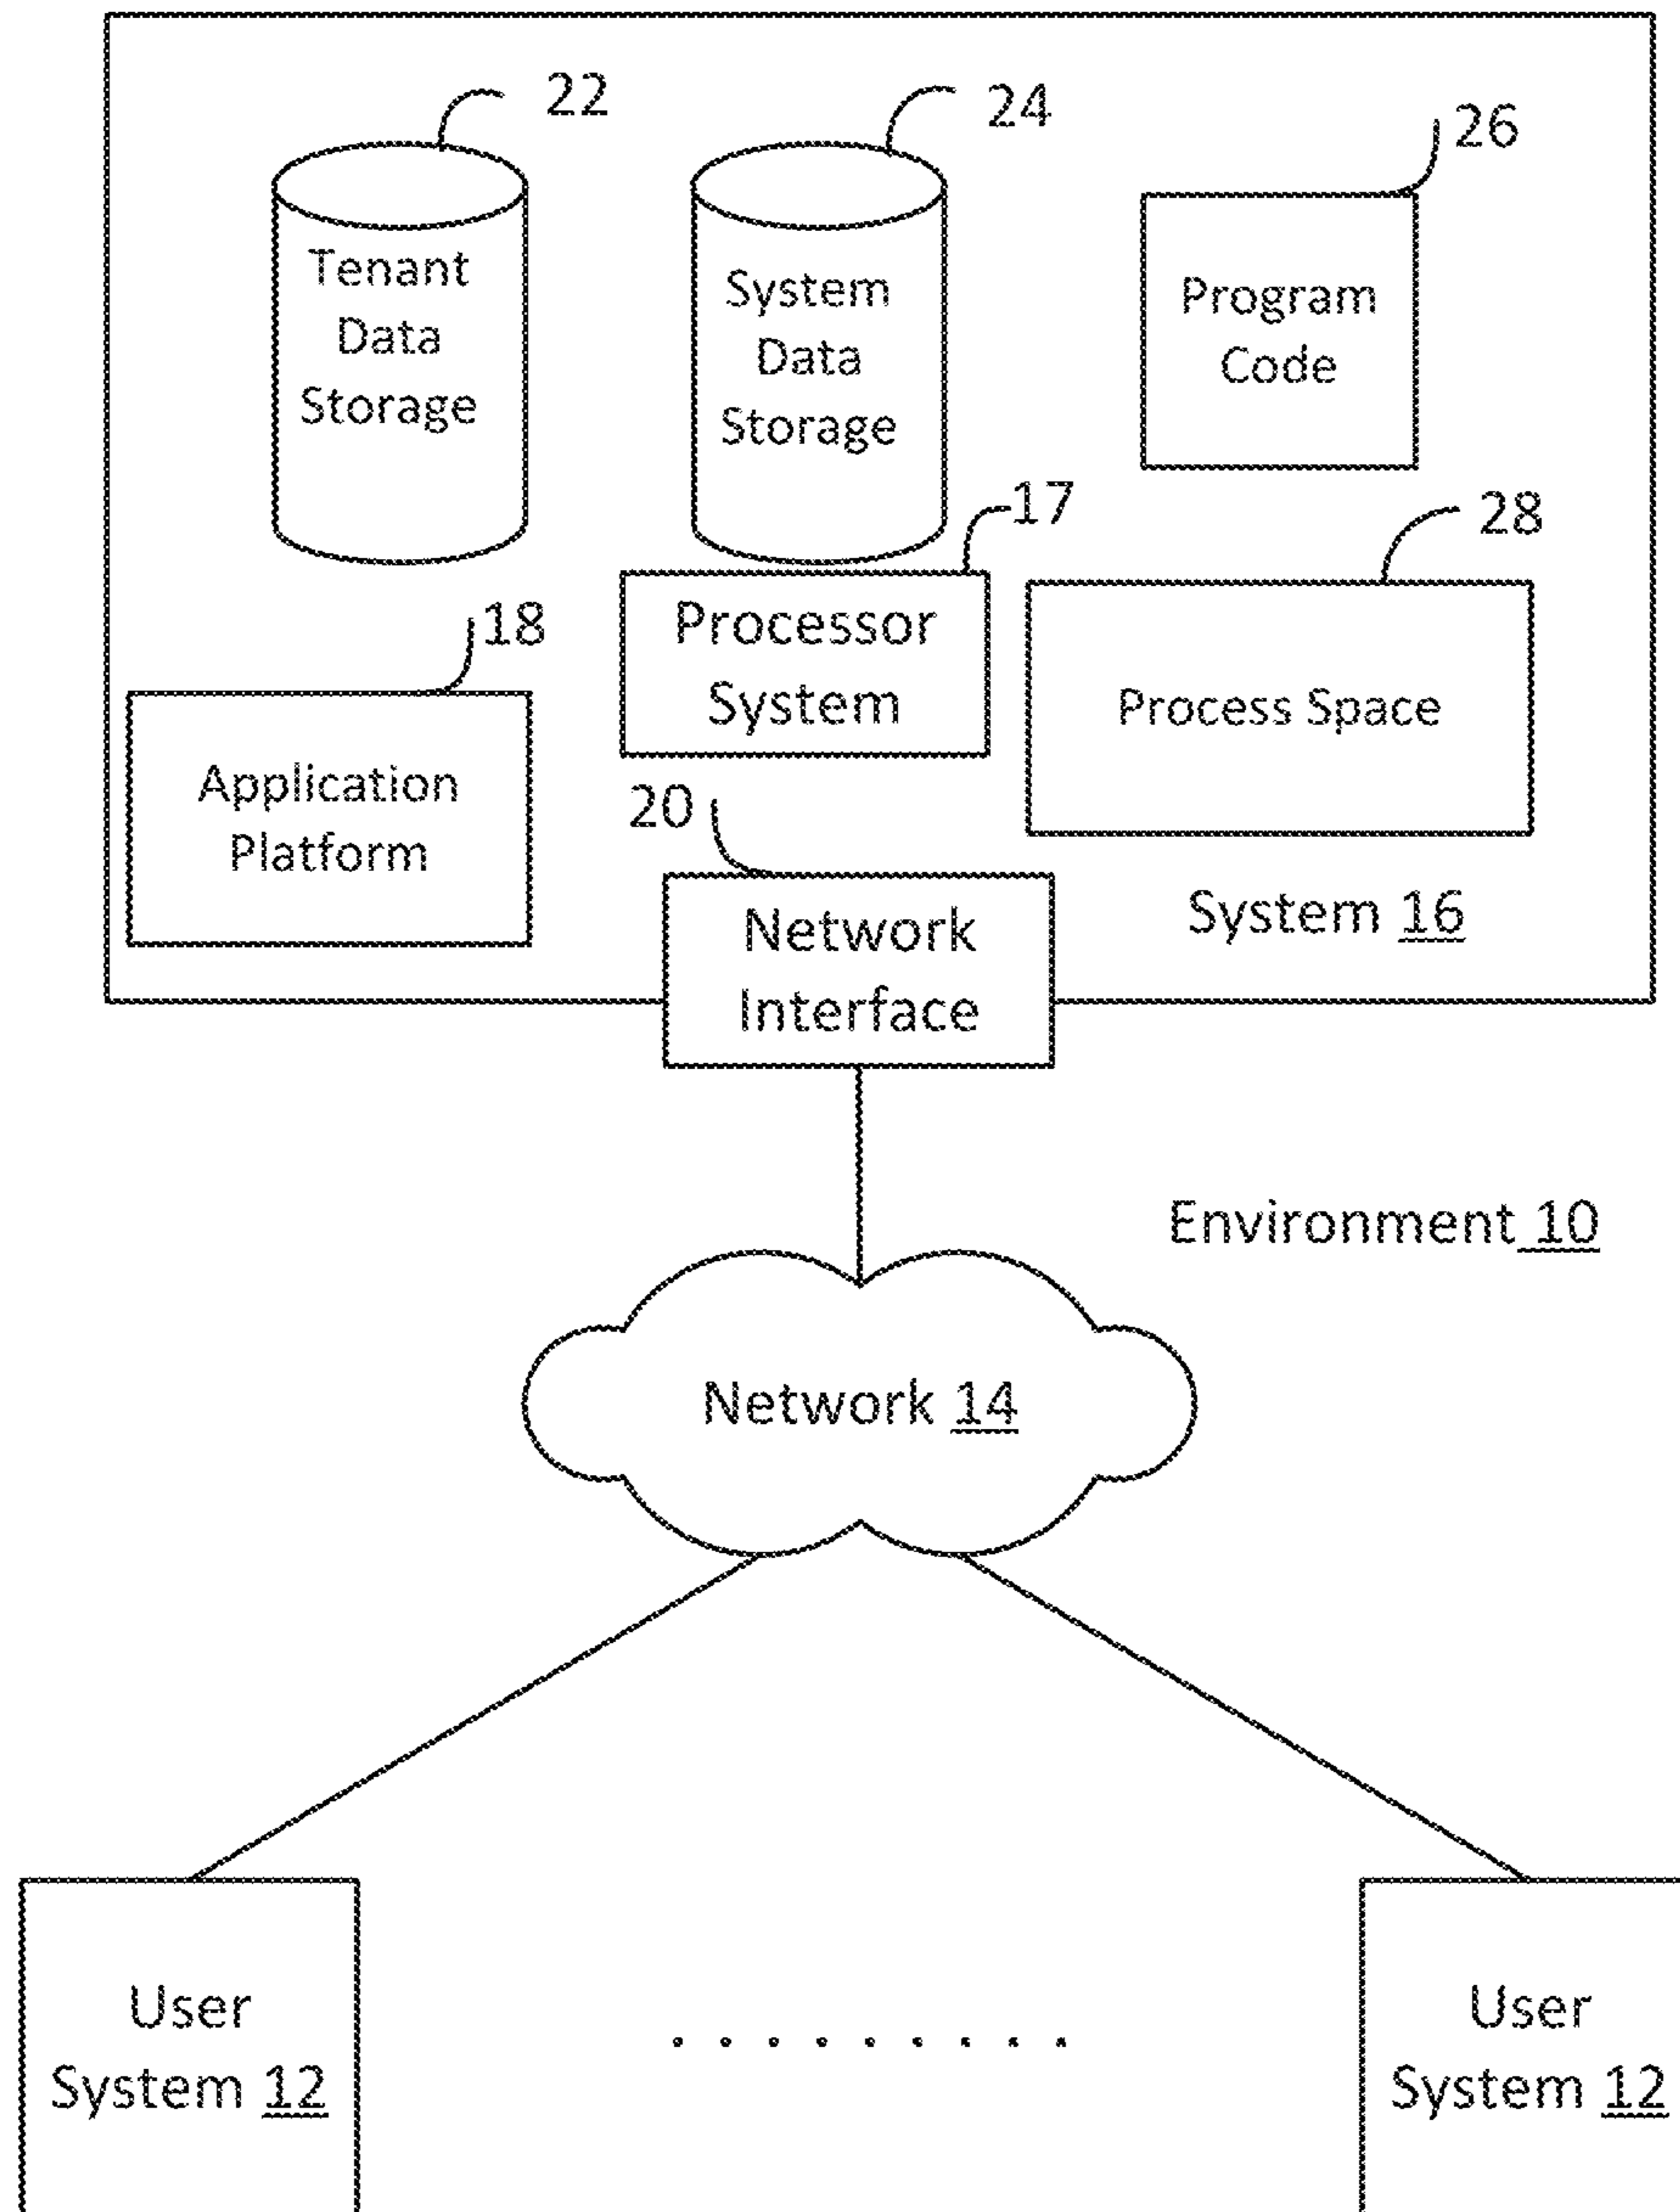 22
24
26
Tenant
Data
Storage
System
Data
Storage
Program
Code
17
28
18
Processor
System
Process Space
Application
Platform
20
Network
Interface
System 16
Environment 10
Network 14
User
System 12
User
System 12